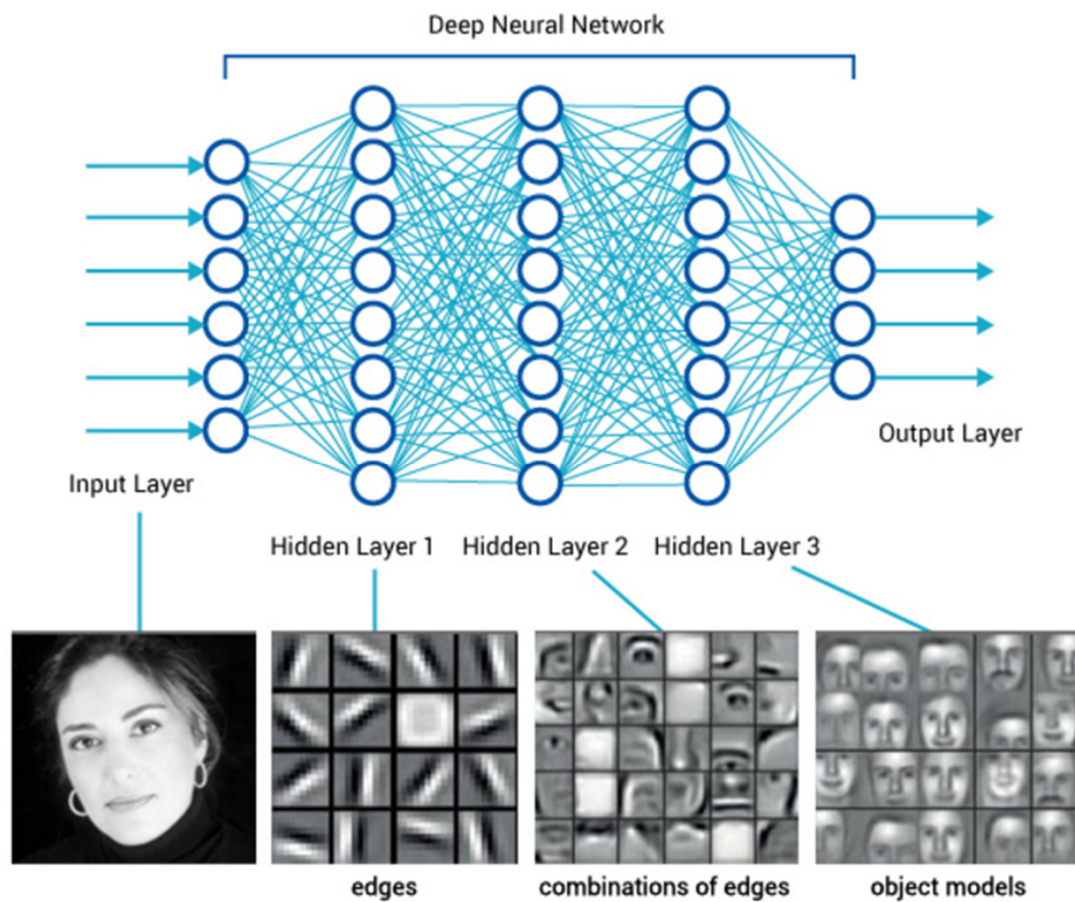 Deep Neural Network
Output Layer
Input Layer
Hidden Layer 1
Hidden Layer 2
Hidden Layer 3
edges
combinations of edges
object models